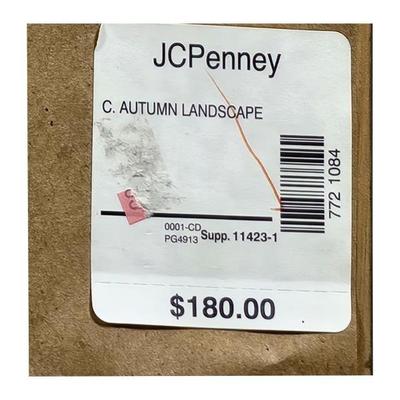 JCPenney
C. AUTUMN LANDSCAPE
772 1084
0001-CD
PG4913 Supp. 11423-1
$180.00